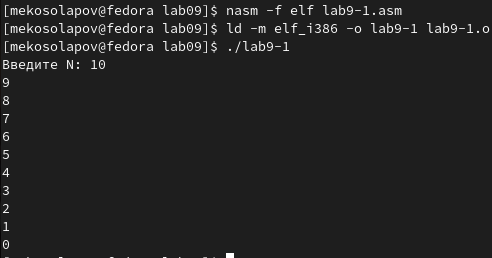 [mekosolapov@fedora lab09]$ nasm -f elf lab9-1.asm
[mekosolapov@fedora lab09]$ ld -m elf_i386 -o lab9-1 lab9-1.o
[mekosolapov@fedora lab09]$ ./lab9-1
Введите N: 10
9
8
7
6
5
4
3
2
1
0